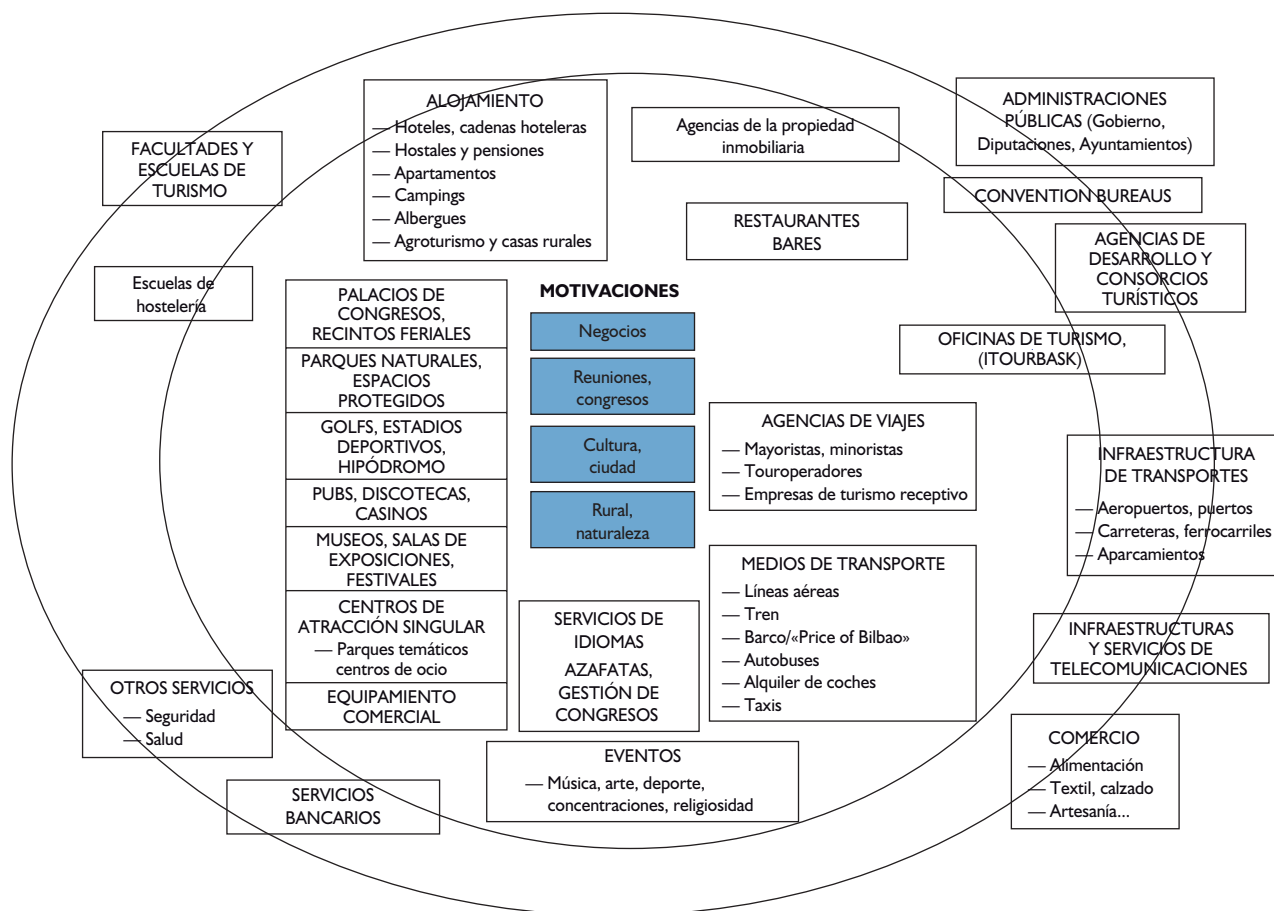 ALOJAMIENTO
— Hoteles, cadenas hoteleras
— Hostales y pensiones
— Apartamentos
— Campings
— Albergues
— Agroturismo y casas rurales
Agencias de la propiedad
inmobiliaria
ADMINISTRACIONES
PÚBLICAS (Gobierno,
Diputaciones, Ayuntamientos)
FACULTADES Y
ESCUELAS DE
TURISMO
CONVENTION BUREAUS
RESTAURANTES
BARES
AGENCIAS DE
DESARROLLO Y
CONSORCIOS
TURÍSTICOS
Escuelas de
hostelería
PALACIOS DE
CONGRESOS,
RECINTOS FERIALES
PARQUES NATURALES,
ESPACIOS
PROTEGIDOS
GOLFS, ESTADIOS
DEPORTIVOS,
HIPÓDROMO
PUBS, DISCOTECAS,
CASINOS
MUSEOS, SALAS DE
EXPOSICIONES,
FESTIVALES
CENTROS DE
ATRACCIÓN SINGULAR
— Parques temáticos
centros de ocio
EQUIPAMIENTO
COMERCIAL
MOTIVACIONES
Negocios
Reuniones,
congresos
Cultura,
ciudad
Rural,
naturaleza
OFICINAS DE TURISMO,
(ITOURBASK)
AGENCIAS DE VIAJES
— Mayoristas, minoristas
— Touroperadores
— Empresas de turismo receptivo
INFRAESTRUCTURA
DE TRANSPORTES
— Aeropuertos, puertos
— Carreteras, ferrocarriles
— Aparcamientos
MEDIOS DE TRANSPORTE
— Líneas aéreas
— Tren
— Barco/«Price of Bilbao»
— Autobuses
— Alquiler de coches
— Taxis
SERVICIOS DE
IDIOMAS
AZAFATAS,
GESTIÓN DE
CONGRESOS
INFRAESTRUCTURAS
Y SERVICIOS DE
TELECOMUNICACIONES
OTROS SERVICIOS
— Seguridad
— Salud
COMERCIO
— Alimentación
— Textil, calzado
— Artesanía...
EVENTOS
— Música, arte, deporte,
concentraciones, religiosidad
SERVICIOS
BANCARIOS